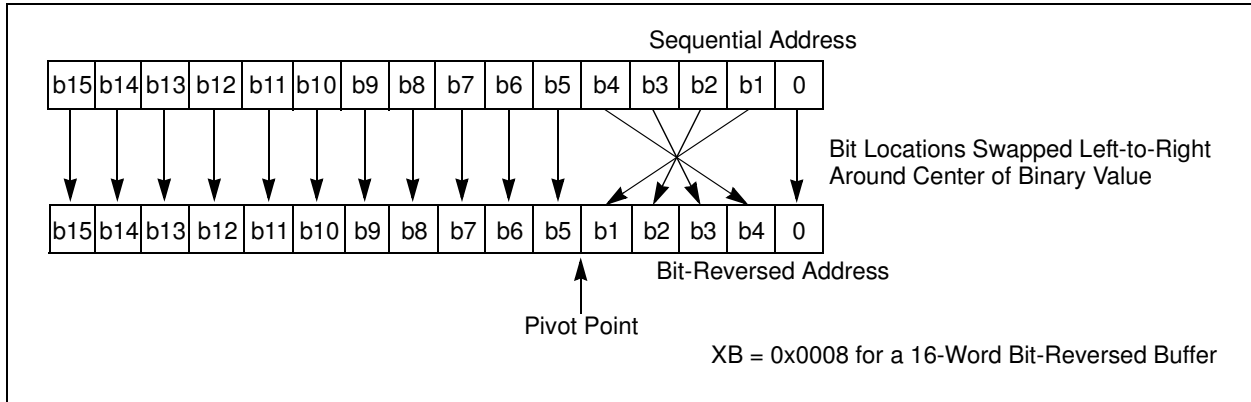 Sequential Address
b15 b14 b13 b12 b11 b10 b9 b8 b7 b6 b5 b4 b3 b2 b1 0
Bit Locations Swapped Left-to-Right
Around Center of Binary Value
b15 b14 b13 b12 b11 b10 b9 b8 b7 b6 b5 b1 b2 b3 b4 0
Bit-Reversed Address
Pivot Point
XB = 0x0008 for a 16-Word Bit-Reversed Buffer